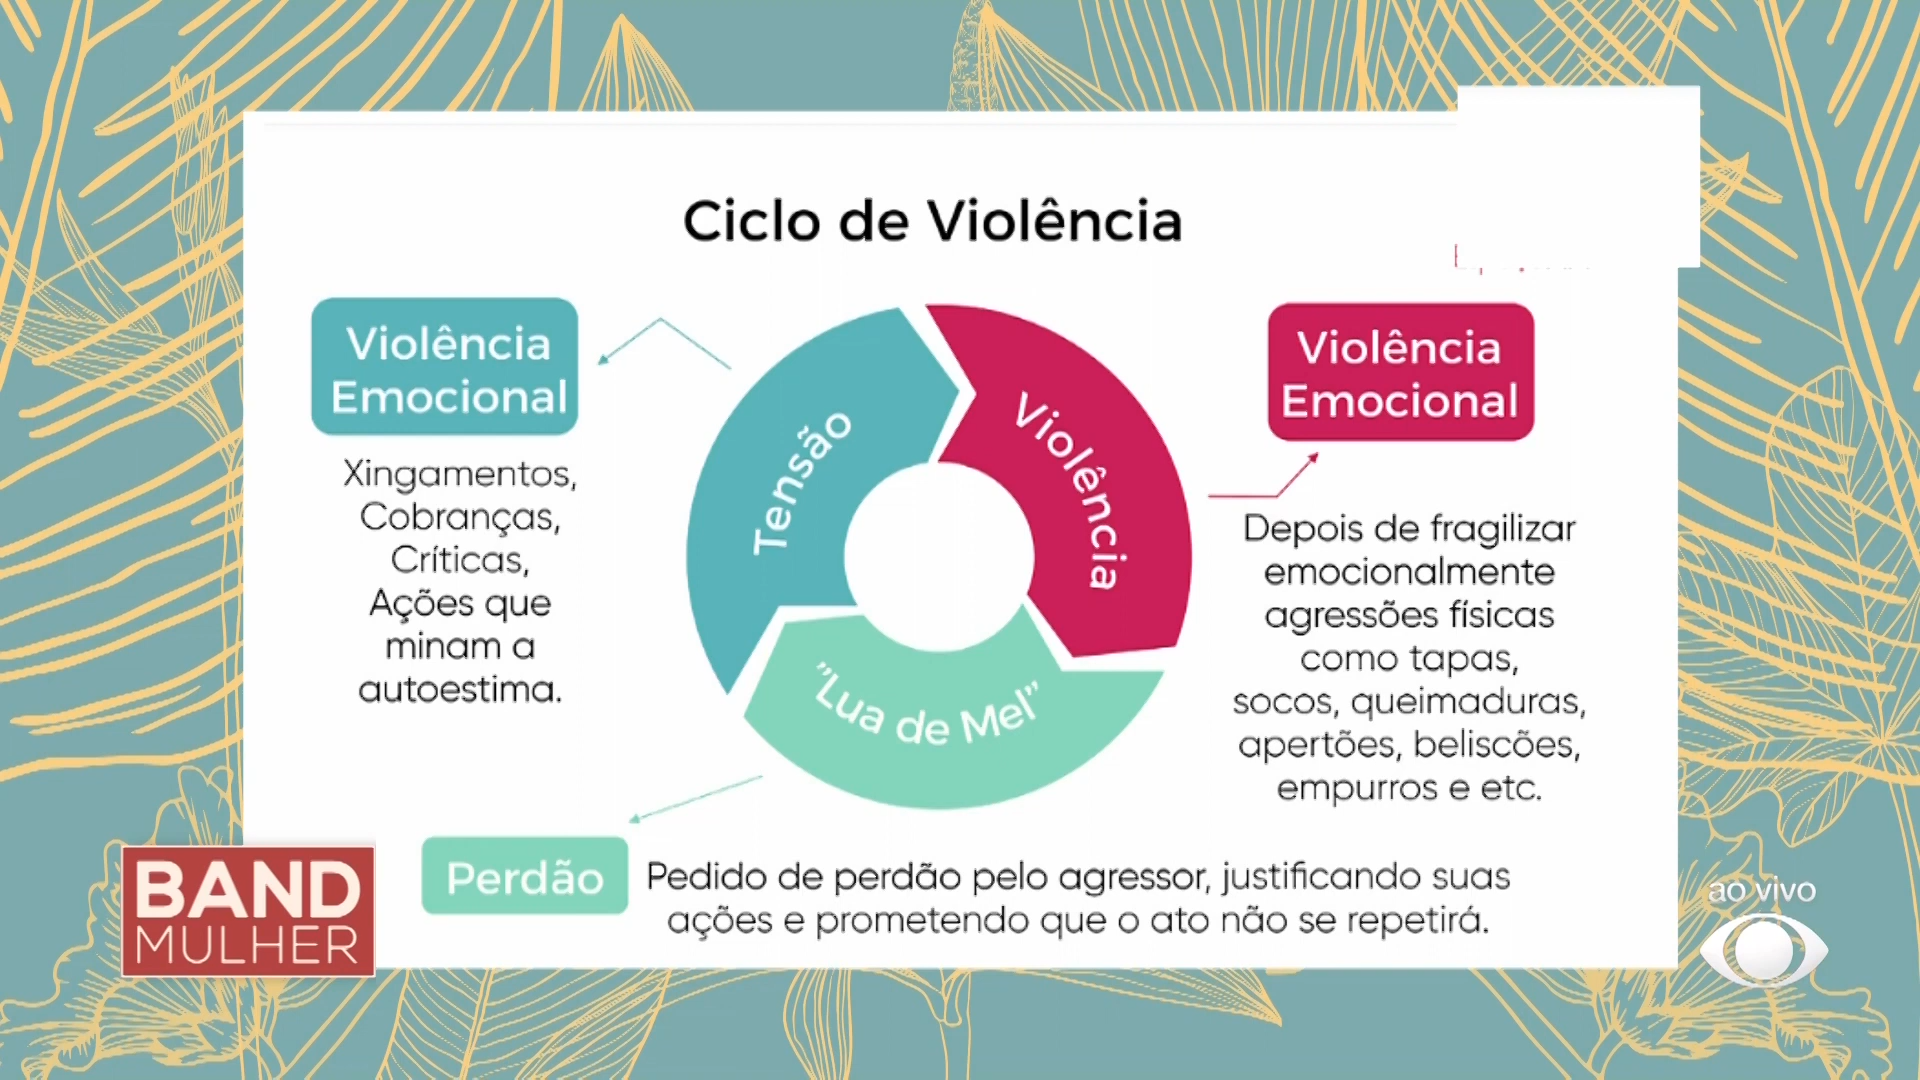 Ciclo de Violência
Violência
Emocional
Xingamentos,
Cobranças,
Críticas,
Ações que
minam a
autoestima.
Tensão
Violência
"Lua de Mel"
Violência
Emocional
Depois de fragilizar
emocionalmente
agressões físicas
como tapas,
socos, queimaduras,
apertões, beliscões,
empurros e etc.
Perdão
Pedido de perdão pelo agressor, justificando suas
ações e prometendo que o ato não se repetirá.
BAND
MULHER
ao vivo